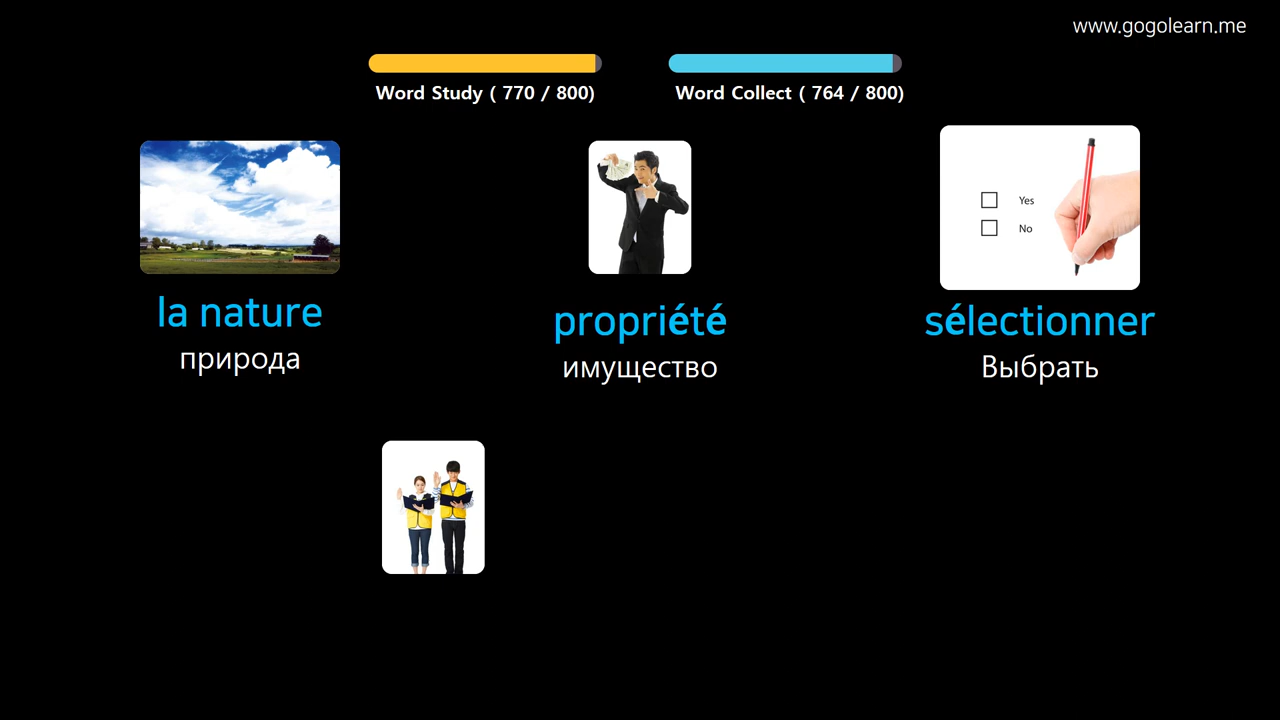 www.gogolearn.me
Word Study ( 770 / 800)
Word Collect ( 764 / 800)
Yes
No
la nature
propriété
sélectionner
природа
имущество
Выбрать